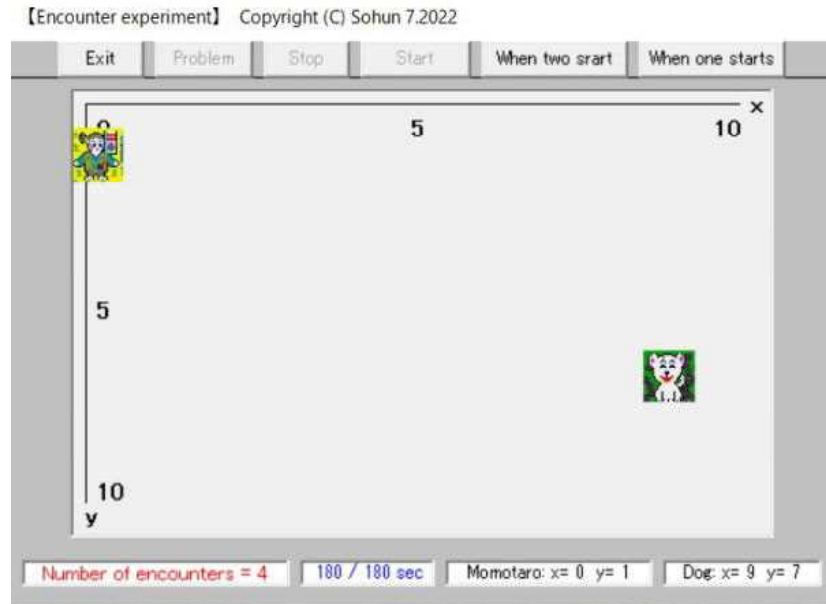 【Encounter experiment】 Copyright (C) Sohun 7.2022
Exit Problem Stop Start When two srart When one starts
x
0 5 10
5
10
y
Number of encounters = 4 180 / 180 sec Momotaro: x= 0 y= 1 Dog: x= 9 y= 7